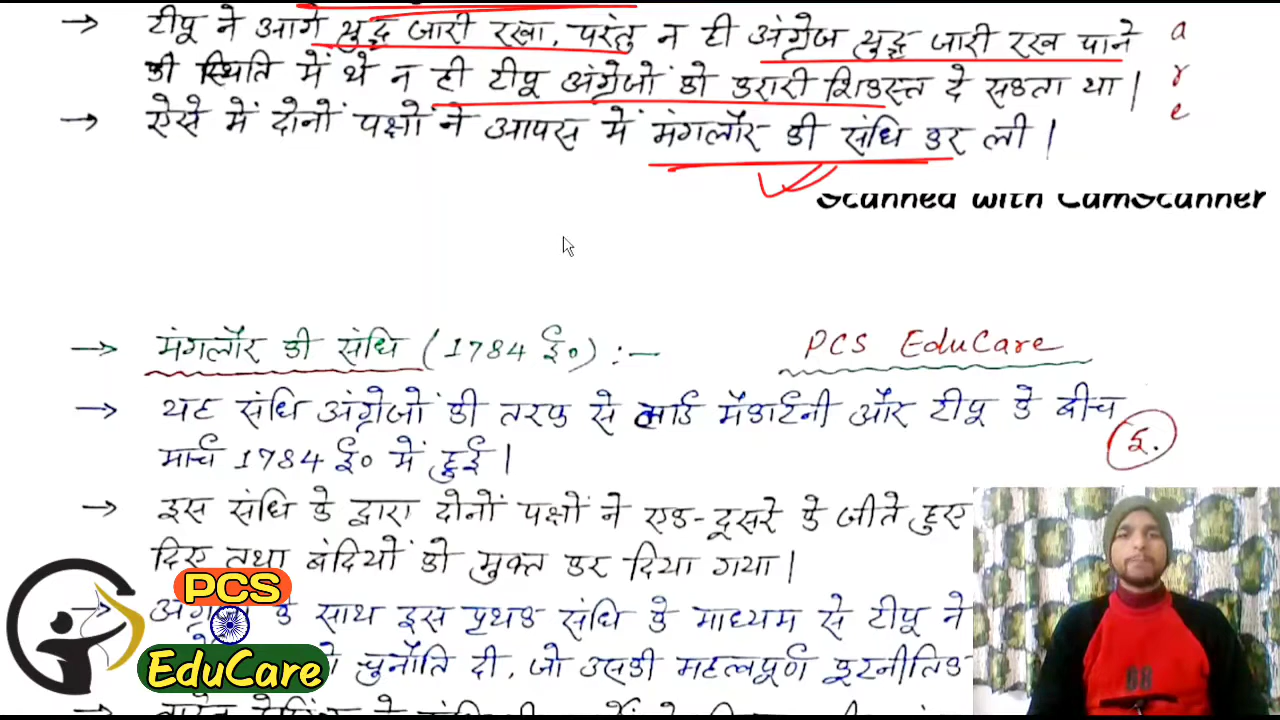 → टीपू ने आगे युद्ध जारी रखा, परंतु न ही अंग्रेज युद्ध जारी रख पाने
की स्थिति में थे न ही टीपू अंग्रेजों को करारी शिकस्त दे सकता था।
→ ऐसे में दोनों पक्षों ने आपस में मंगलौर की संधि कर ली।
a
r
e
Scanned with CamScanner
→ मंगलौर की संधि (1784 ई०) :-
PCS EduCare
→ यह संधि अंग्रेजों की तरफ से लार्ड मैकार्टनी और टीपू के बीच
मार्च 1784 ई० में हुई।
5.
→ इस संधि के द्वारा दोनों पक्षों ने एक-दूसरे के जीते हुए
दिए तथा बंदियों को मुक्त कर दिया गया।
→ के साथ इस पृथक संधि के माध्यम से टीपू ने
चुनौति दी, जो उसकी महत्वपूर्ण कूटनीतिक
PCS
EduCare
08